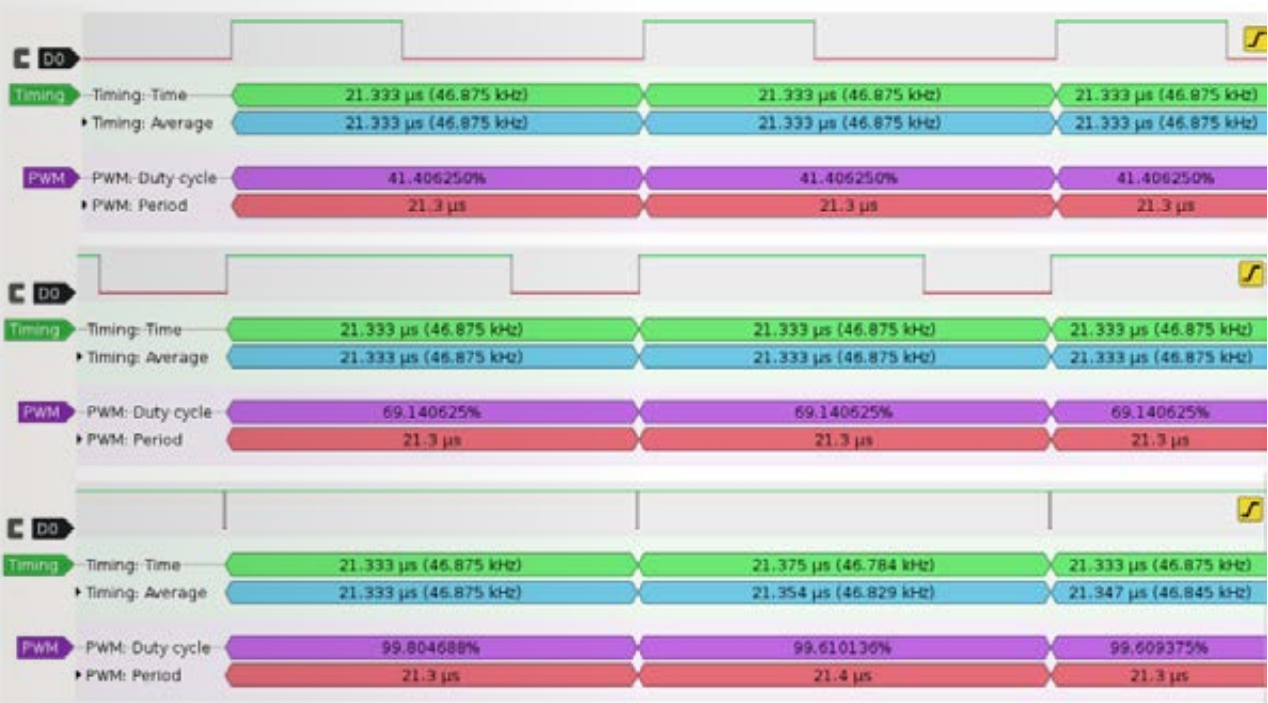 D0
Timing Timing: Time 21.333 µs (46.875 kHz) 21.333 µs (46.875 kHz) 21.333 µs (46.875 kHz)
Timing: Average 21.333 µs (46.875 kHz) 21.333 µs (46.875 kHz) 21.333 µs (46.875 kHz)
PWM PWM: Duty cycle 41.406250% 41.406250% 41.406250%
PWM: Period 21.3 µs 21.3 µs 21.3 µs
D0
Timing Timing: Time 21.333 µs (46.875 kHz) 21.333 µs (46.875 kHz) 21.333 µs (46.875 kHz)
Timing: Average 21.333 µs (46.875 kHz) 21.333 µs (46.875 kHz) 21.333 µs (46.875 kHz)
PWM PWM: Duty cycle 69.140625% 69.140625% 69.140625%
PWM: Period 21.3 µs 21.3 µs 21.3 µs
D0
Timing Timing: Time 21.333 µs (46.875 kHz) 21.375 µs (46.784 kHz) 21.333 µs (46.875 kHz)
Timing: Average 21.333 µs (46.875 kHz) 21.354 µs (46.829 kHz) 21.347 µs (46.845 kHz)
PWM PWM: Duty cycle 99.804688% 99.610136% 99.609375%
PWM: Period 21.3 µs 21.4 µs 21.3 µs